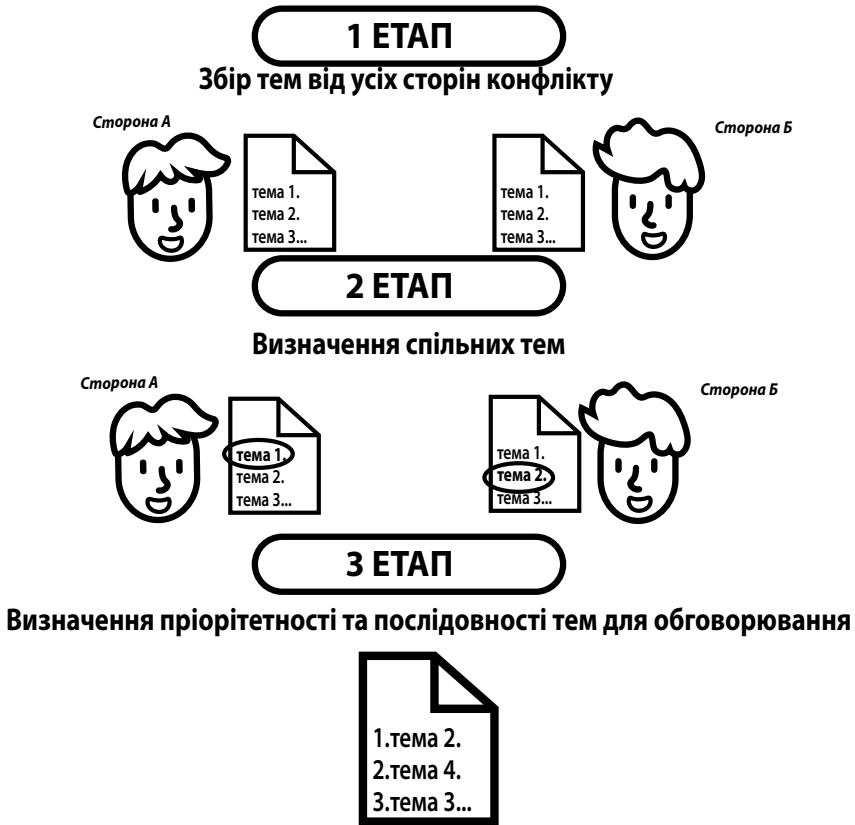 1 ЕТАП
Збір тем від усіх сторін конфлікту
Сторона А
Сторона Б
тема 1.
тема 2.
тема 3...
тема 1.
тема 2.
тема 3...
2 ЕТАП
Визначення спільних тем
Сторона А
Сторона Б
тема 1.
тема 2.
тема 3...
тема 1.
тема 2.
тема 3...
3 ЕТАП
Визначення пріорітетності та послідовності тем для обговорювання
1.тема 2.
2.тема 4.
3.тема 3...